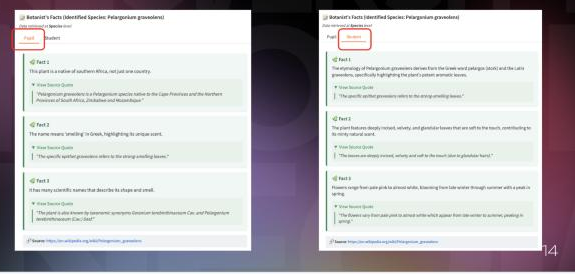 Botanist's Facts (Identified Species: Pelargonium graveolens)
Data retrieved at Species level
Pupil Student
Fact 1
This plant is a native of southern Africa, not just one country.
View Source Quote
"Pelargonium graveolens is a Pelargonium species native to the Cape Provinces and the Northern
Provinces of South Africa, Zimbabwe and Mozambique."
Fact 2
The name means 'smelling' in Greek, highlighting its unique scent.
View Source Quote
"The specific epithet graveolens refers to the strong-smelling leaves."
Fact 3
It has many scientific names that describe its shape and smell.
View Source Quote
"The plant is also known by taxonomic synonyms Geranium terebinthinaceum Cav. and Pelargonium
terebinthinaceum (Cav.) Desf."
Source: https://en.wikipedia.org/wiki/Pelargonium_graveolens
Botanist's Facts (Identified Species: Pelargonium graveolens)
Data retrieved at Species level
Pupil Student
Fact 1
The etymology of Pelargonium graveolens derives from the Greek word pelargos (stork) and the Latin
graveolens, specifically highlighting the plant's potent aromatic leaves.
View Source Quote
"The specific epithet graveolens refers to the strong-smelling leaves."
Fact 2
The plant features deeply incised, velvety, and glandular leaves that are soft to the touch, contributing to
its minty natural scent.
View Source Quote
"The leaves are deeply incised, velvety and soft to the touch (due to glandular hairs)."
Fact 3
Flowers range from pale pink to almost white, blooming from late winter through summer with a peak in
spring.
View Source Quote
"The flowers vary from pale pink to almost white which appear from late winter to summer, peaking in
spring."
Source: https://en.wikipedia.org/wiki/Pelargonium_graveolens
14